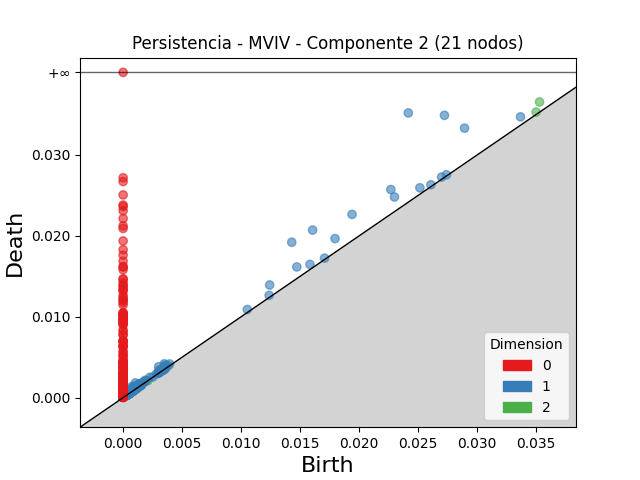 Persistencia - MVIV - Componente 2 (21 nodos)
+∞
0.030
0.020
0.010
0.000
Death
0.000 0.005 0.010 0.015 0.020 0.025 0.030 0.035
Birth
Dimension
0
1
2